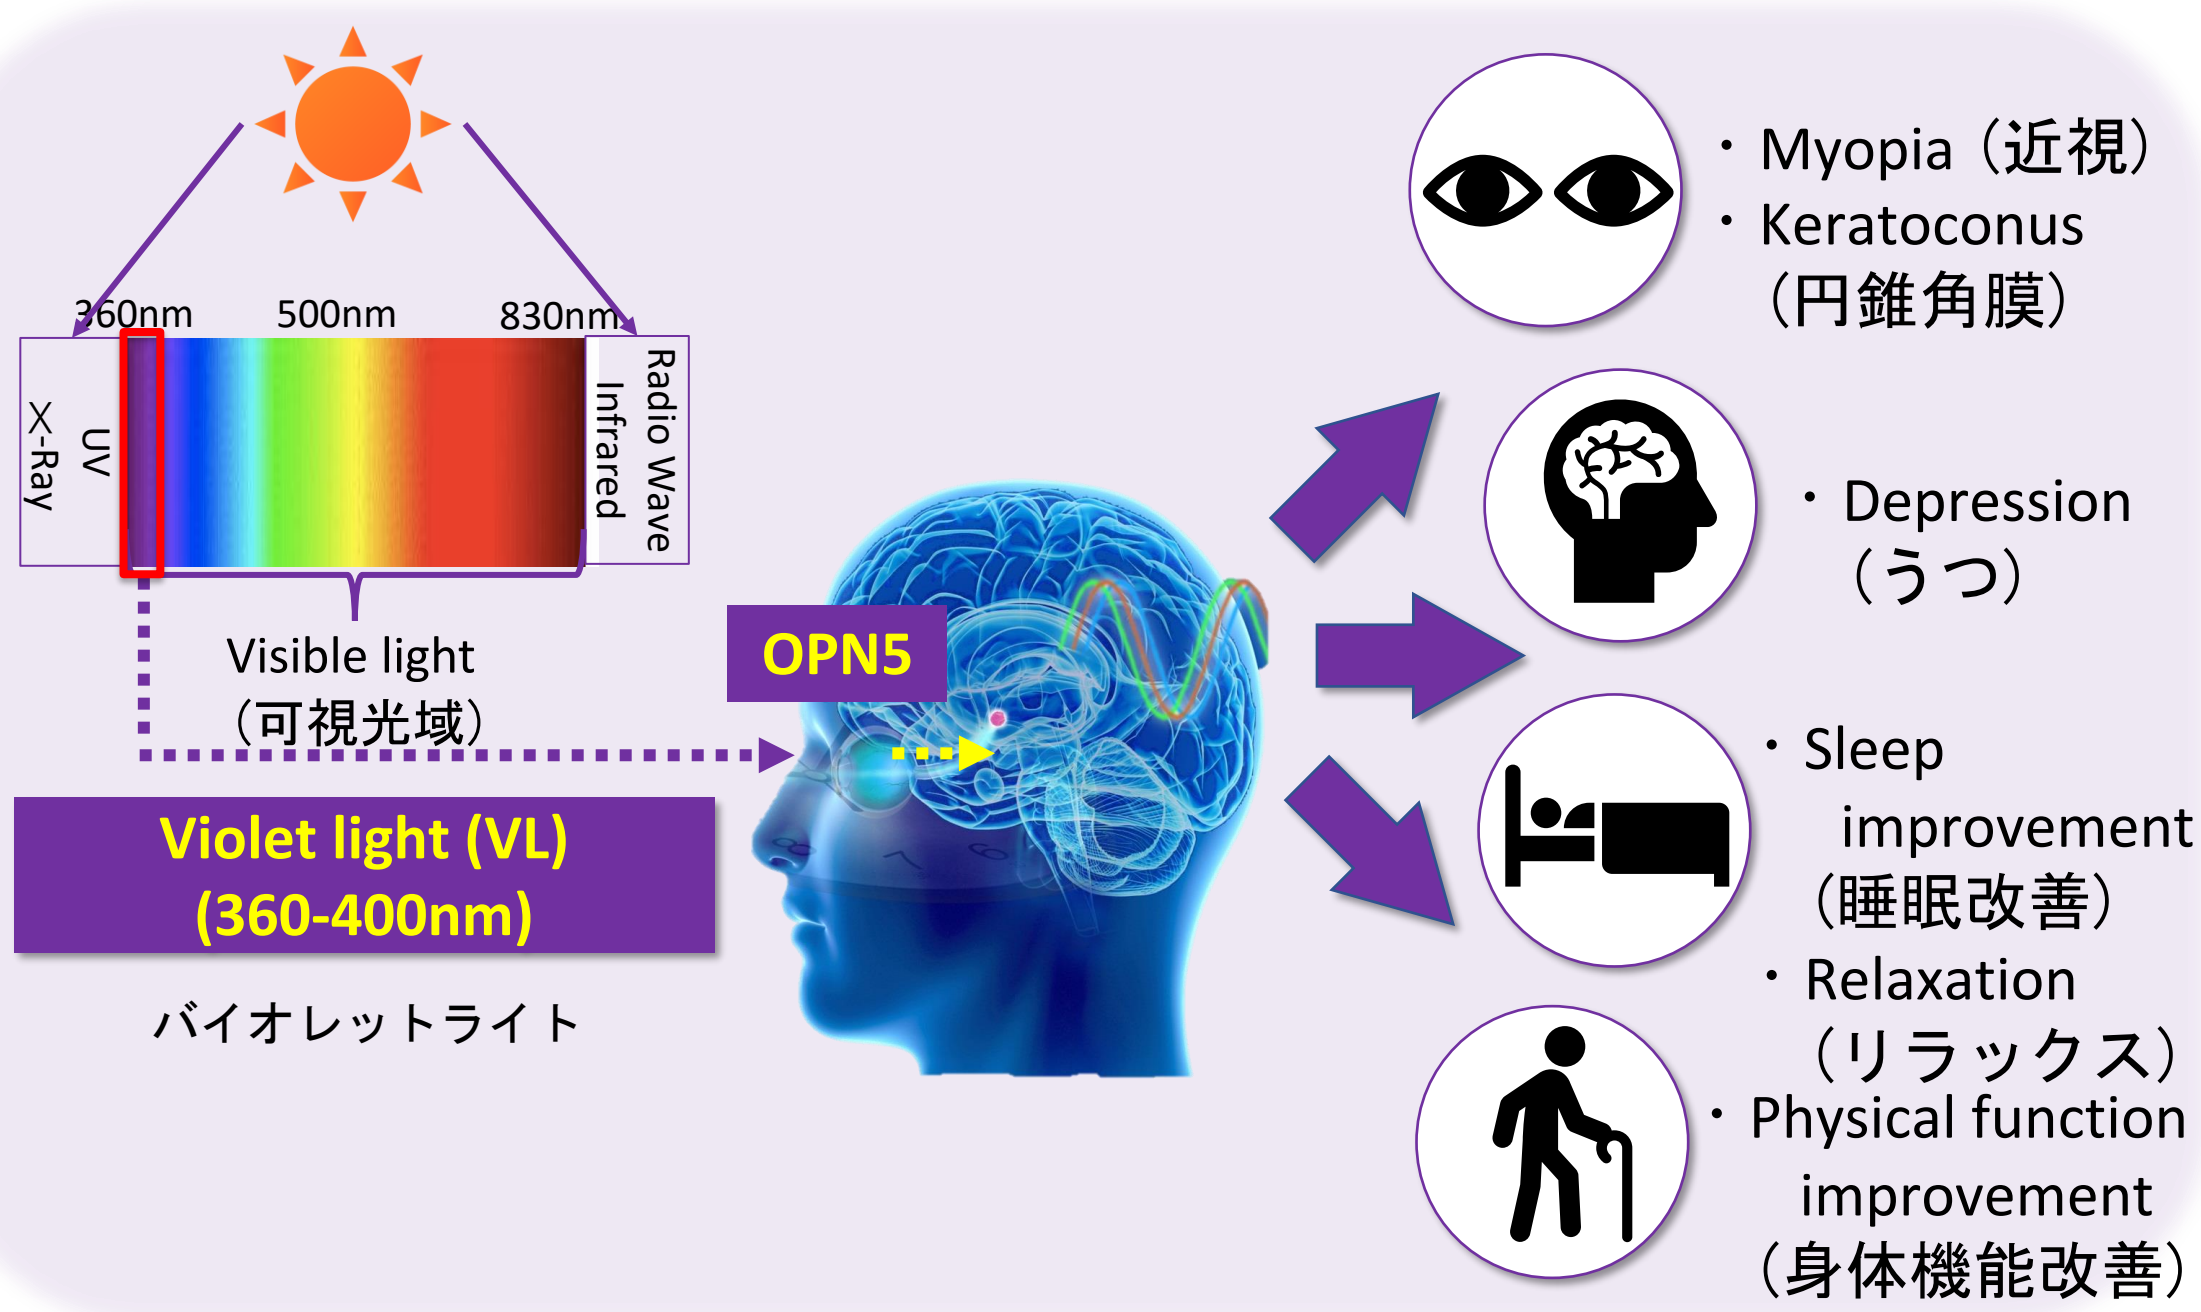 360nm
500nm
830nm
X-Ray
UV
Infrared
Radio Wave
Visible light
（可視光域）
Violet light (VL)
(360-400nm)
バイオレットライト
OPN5
8 7 6
・Myopia（近視）
・Keratoconus
（円錐角膜）
・Depression
（うつ）
・Sleep
improvement
（睡眠改善）
・Relaxation
（リラックス）
・Physical function
improvement
（身体機能改善）